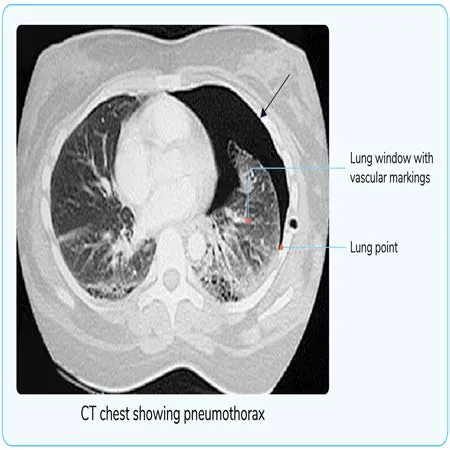 Lung window with
vascular markings
Lung point
CT chest showing pneumothorax